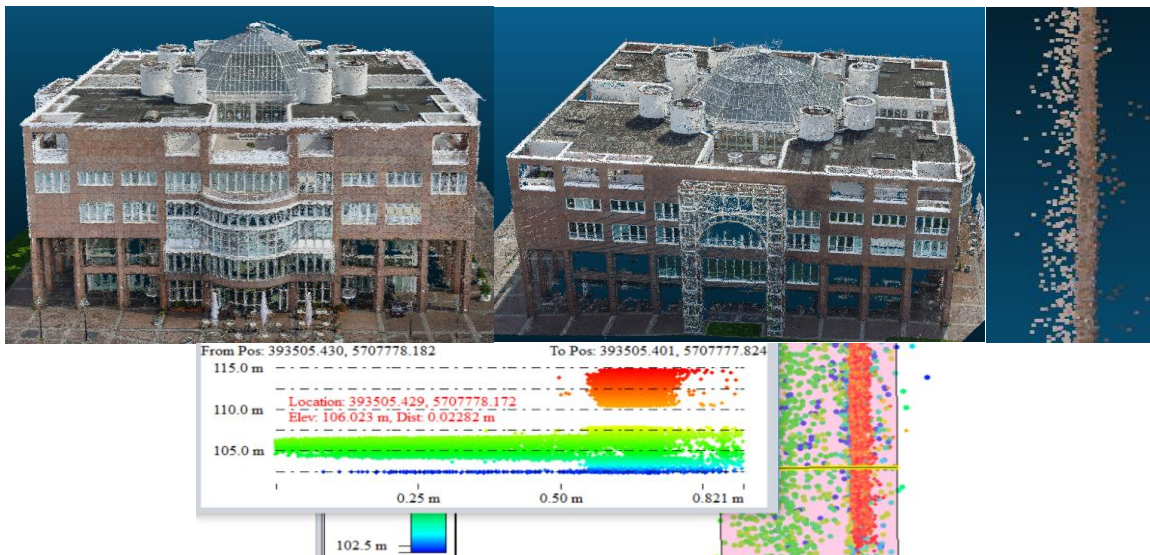 From Pos: 393505.430, 5707778.182 To Pos: 393505.401, 5707777.824
115.0 m
Location: 393505.429, 5707778.172
110.0 m
Elev: 106.023 m, Dist: 0.02282 m
105.0 m
0.25 m 0.50 m 0.821 m
102.5 m